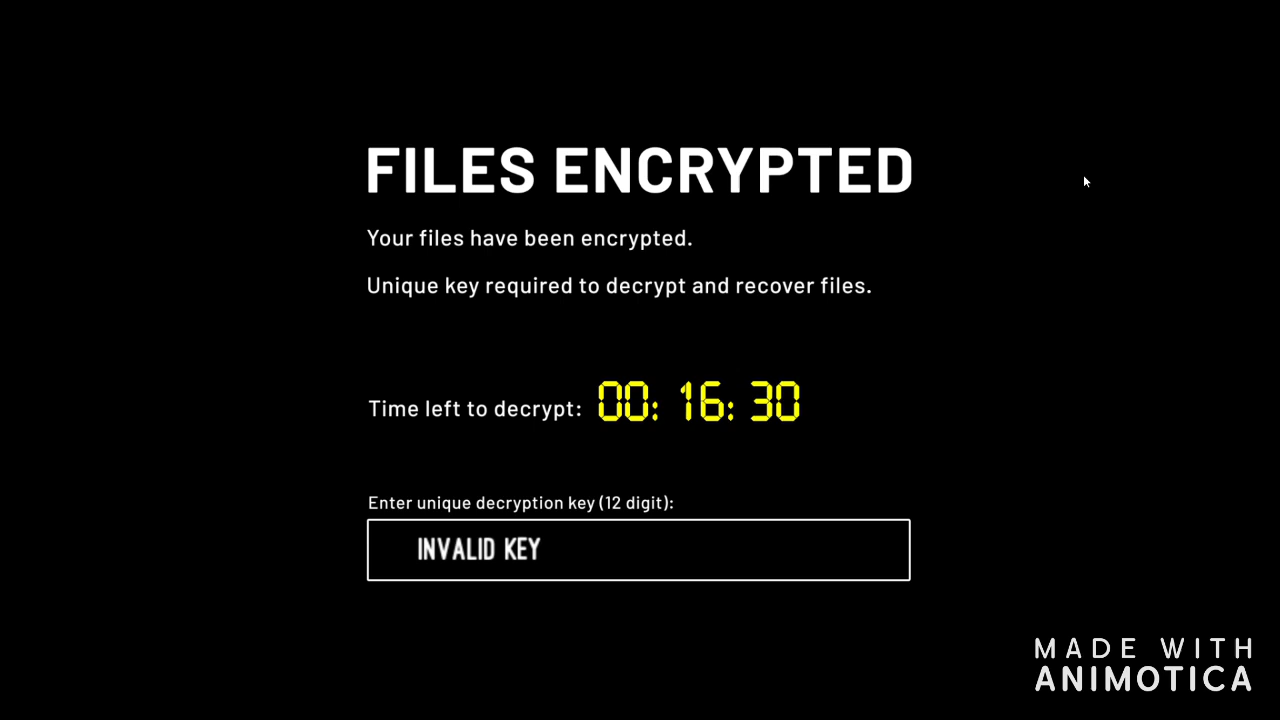 FILES ENCRYPTED
Your files have been encrypted.
Unique key required to decrypt and recover files.
Time left to decrypt: 00: 16: 30
Enter unique decryption key (12 digit):
INVALID KEY
MADE WITH
ANIMOTICA